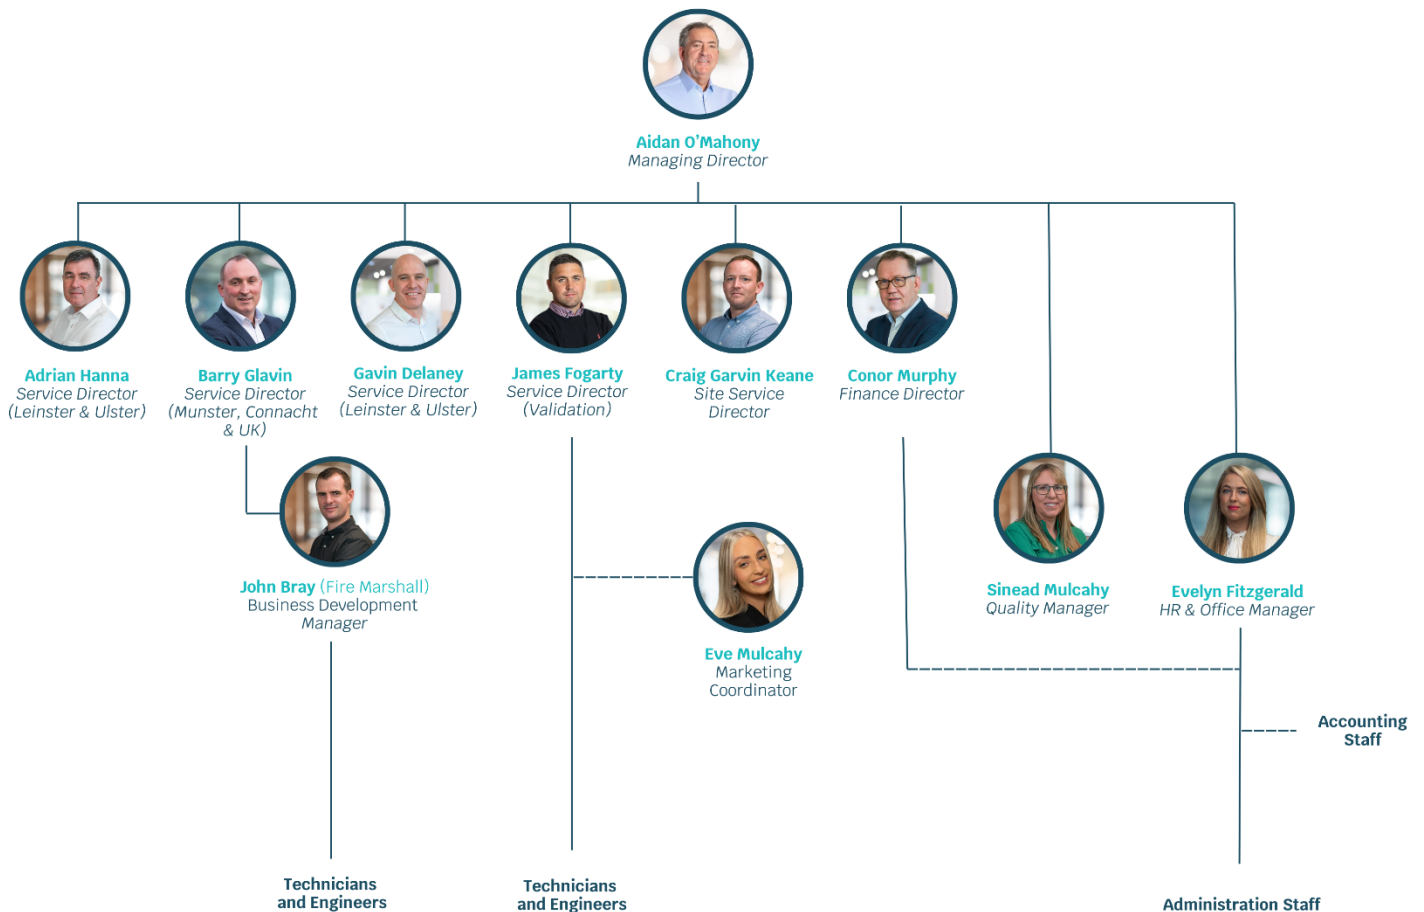 Aidan O'Mahony
Managing Director
Adrian Hanna
Service Director
(Leinster & Ulster)
Barry Glavin
Service Director
(Munster, Connacht
& UK)
Gavin Delaney
Service Director
(Leinster & Ulster)
James Fogarty
Service Director
(Validation)
Craig Garvin Keane
Site Service
Director
Conor Murphy
Finance Director
John Bray (Fire Marshall)
Business Development
Manager
Eve Mulcahy
Marketing
Coordinator
Sinead Mulcahy
Quality Manager
Evelyn Fitzgerald
HR & Office Manager
Accounting
Staff
Technicians
and Engineers
Technicians
and Engineers
Administration Staff